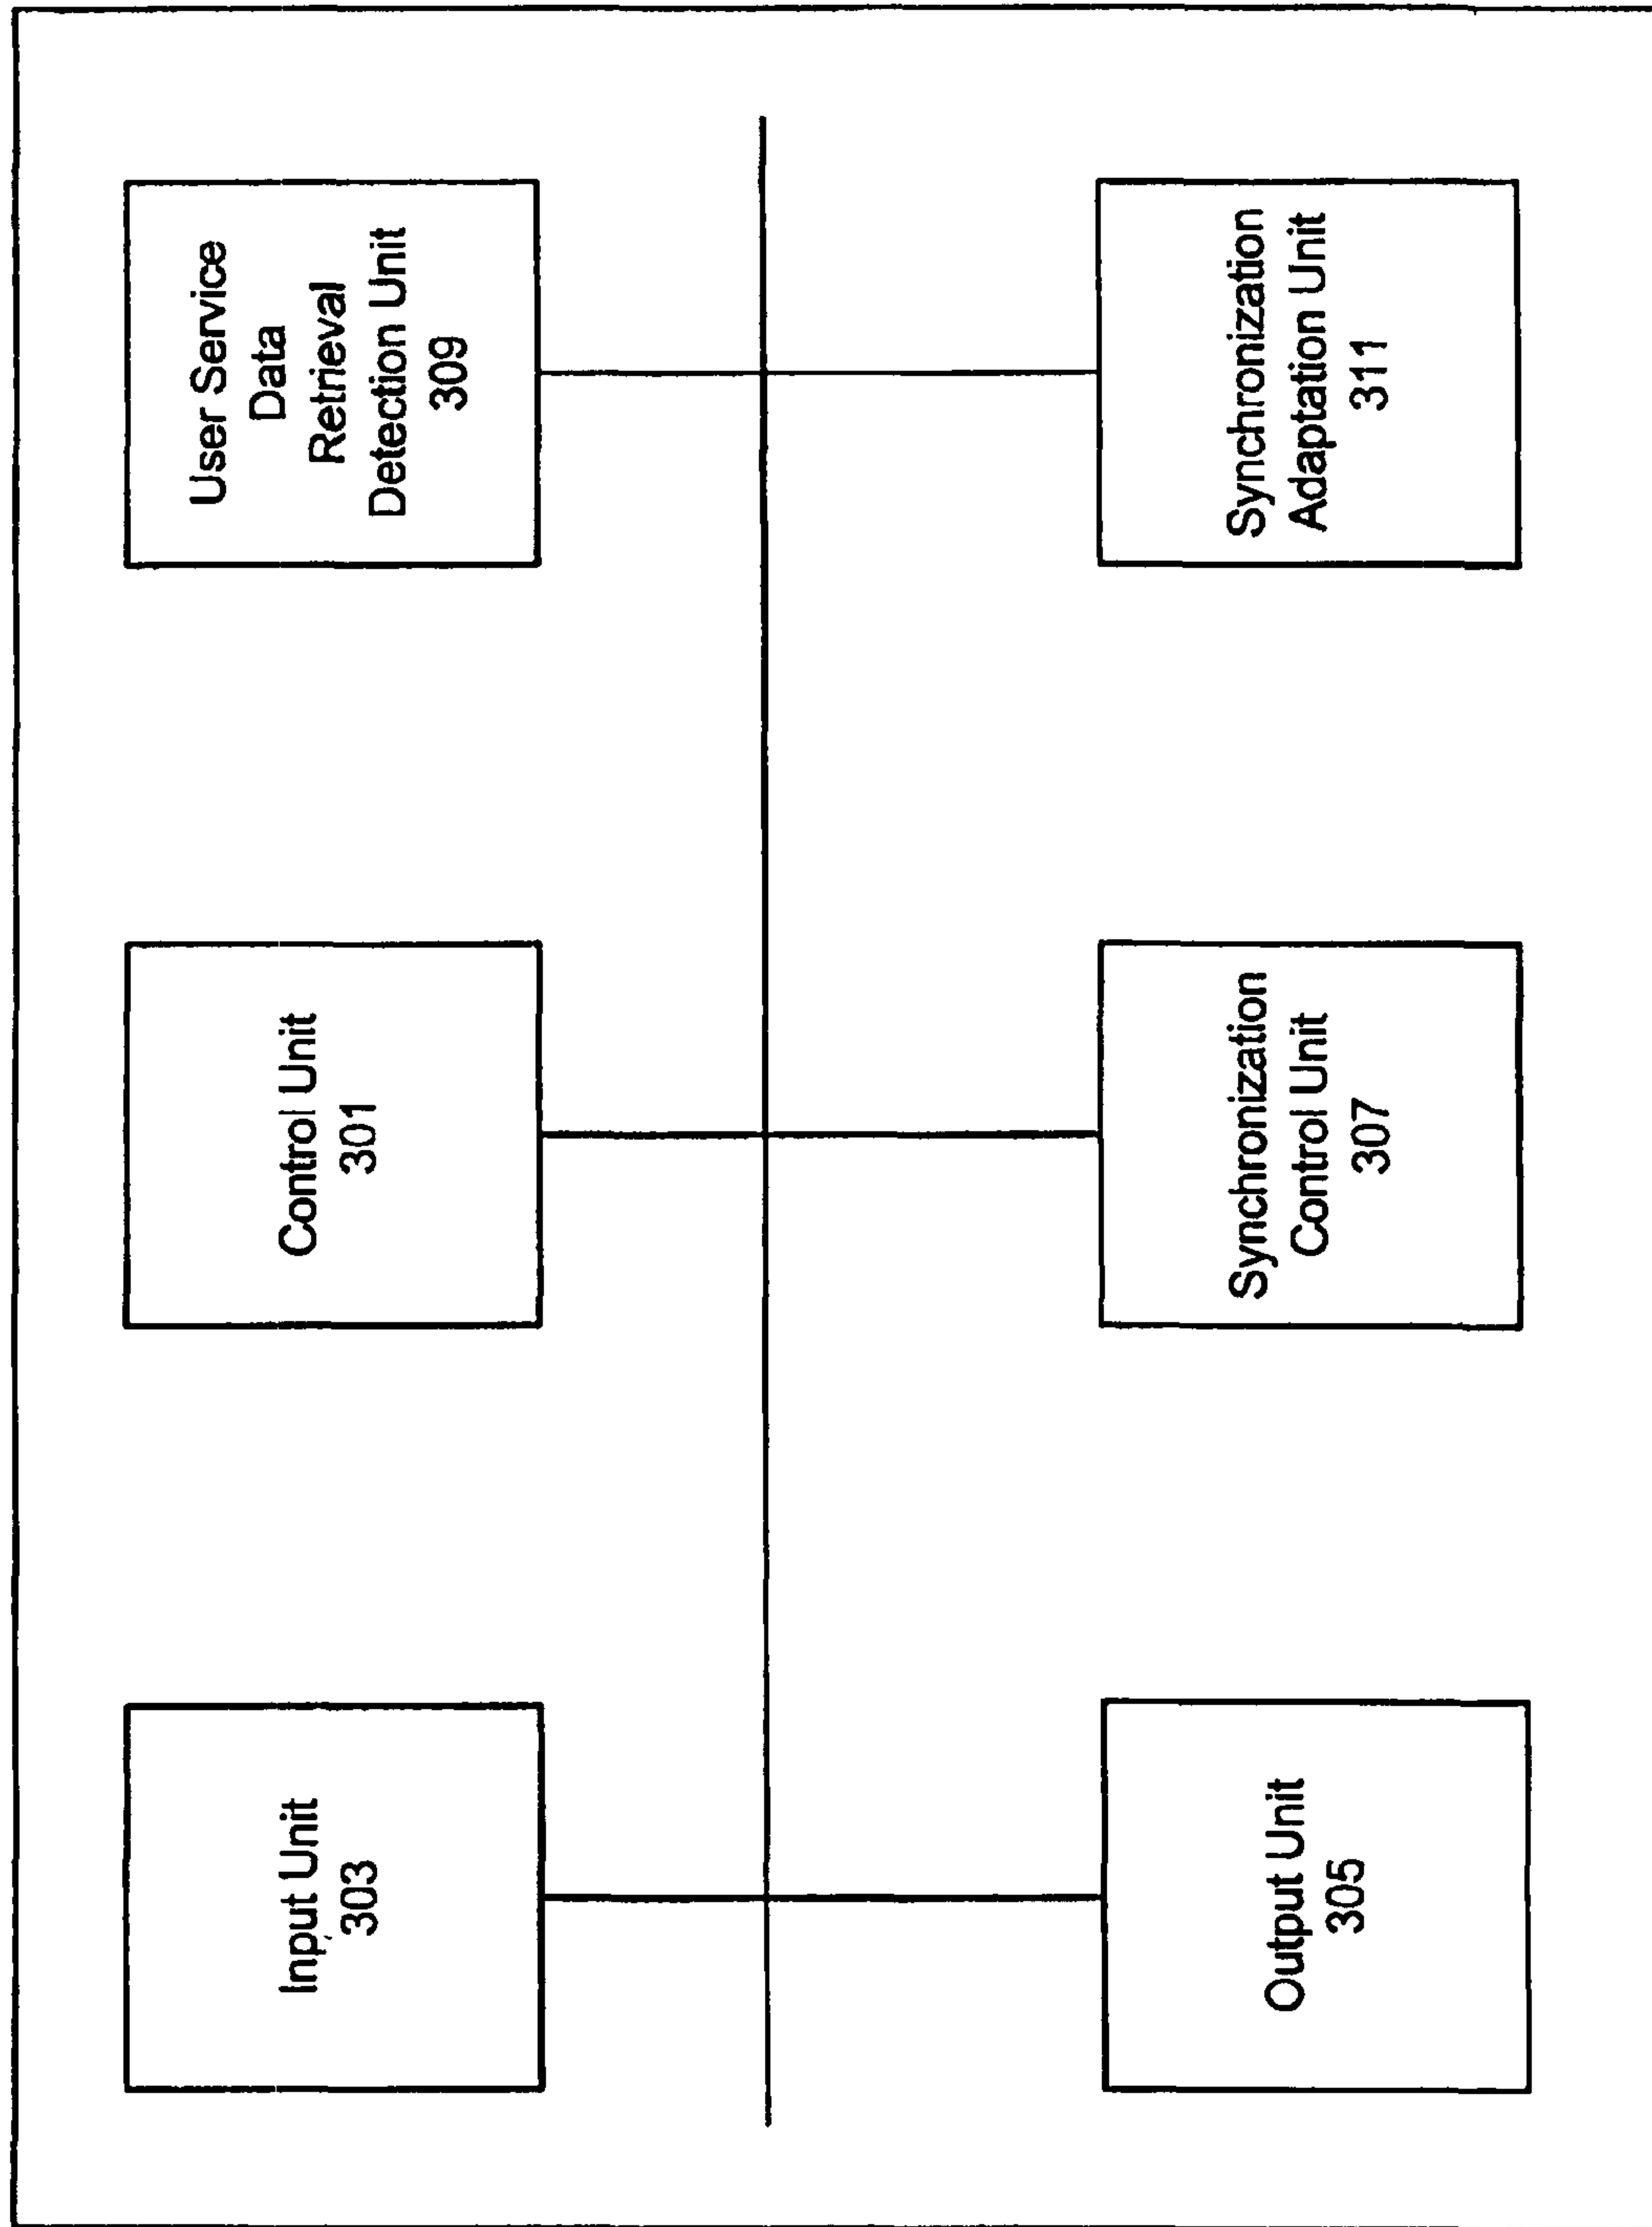 Input Unit
303
Control Unit
301
User Service
Data
Retrieval
Detection Unit
309
Output Unit
305
Synchronization
Control Unit
307
Synchronization
Adaptation Unit
311